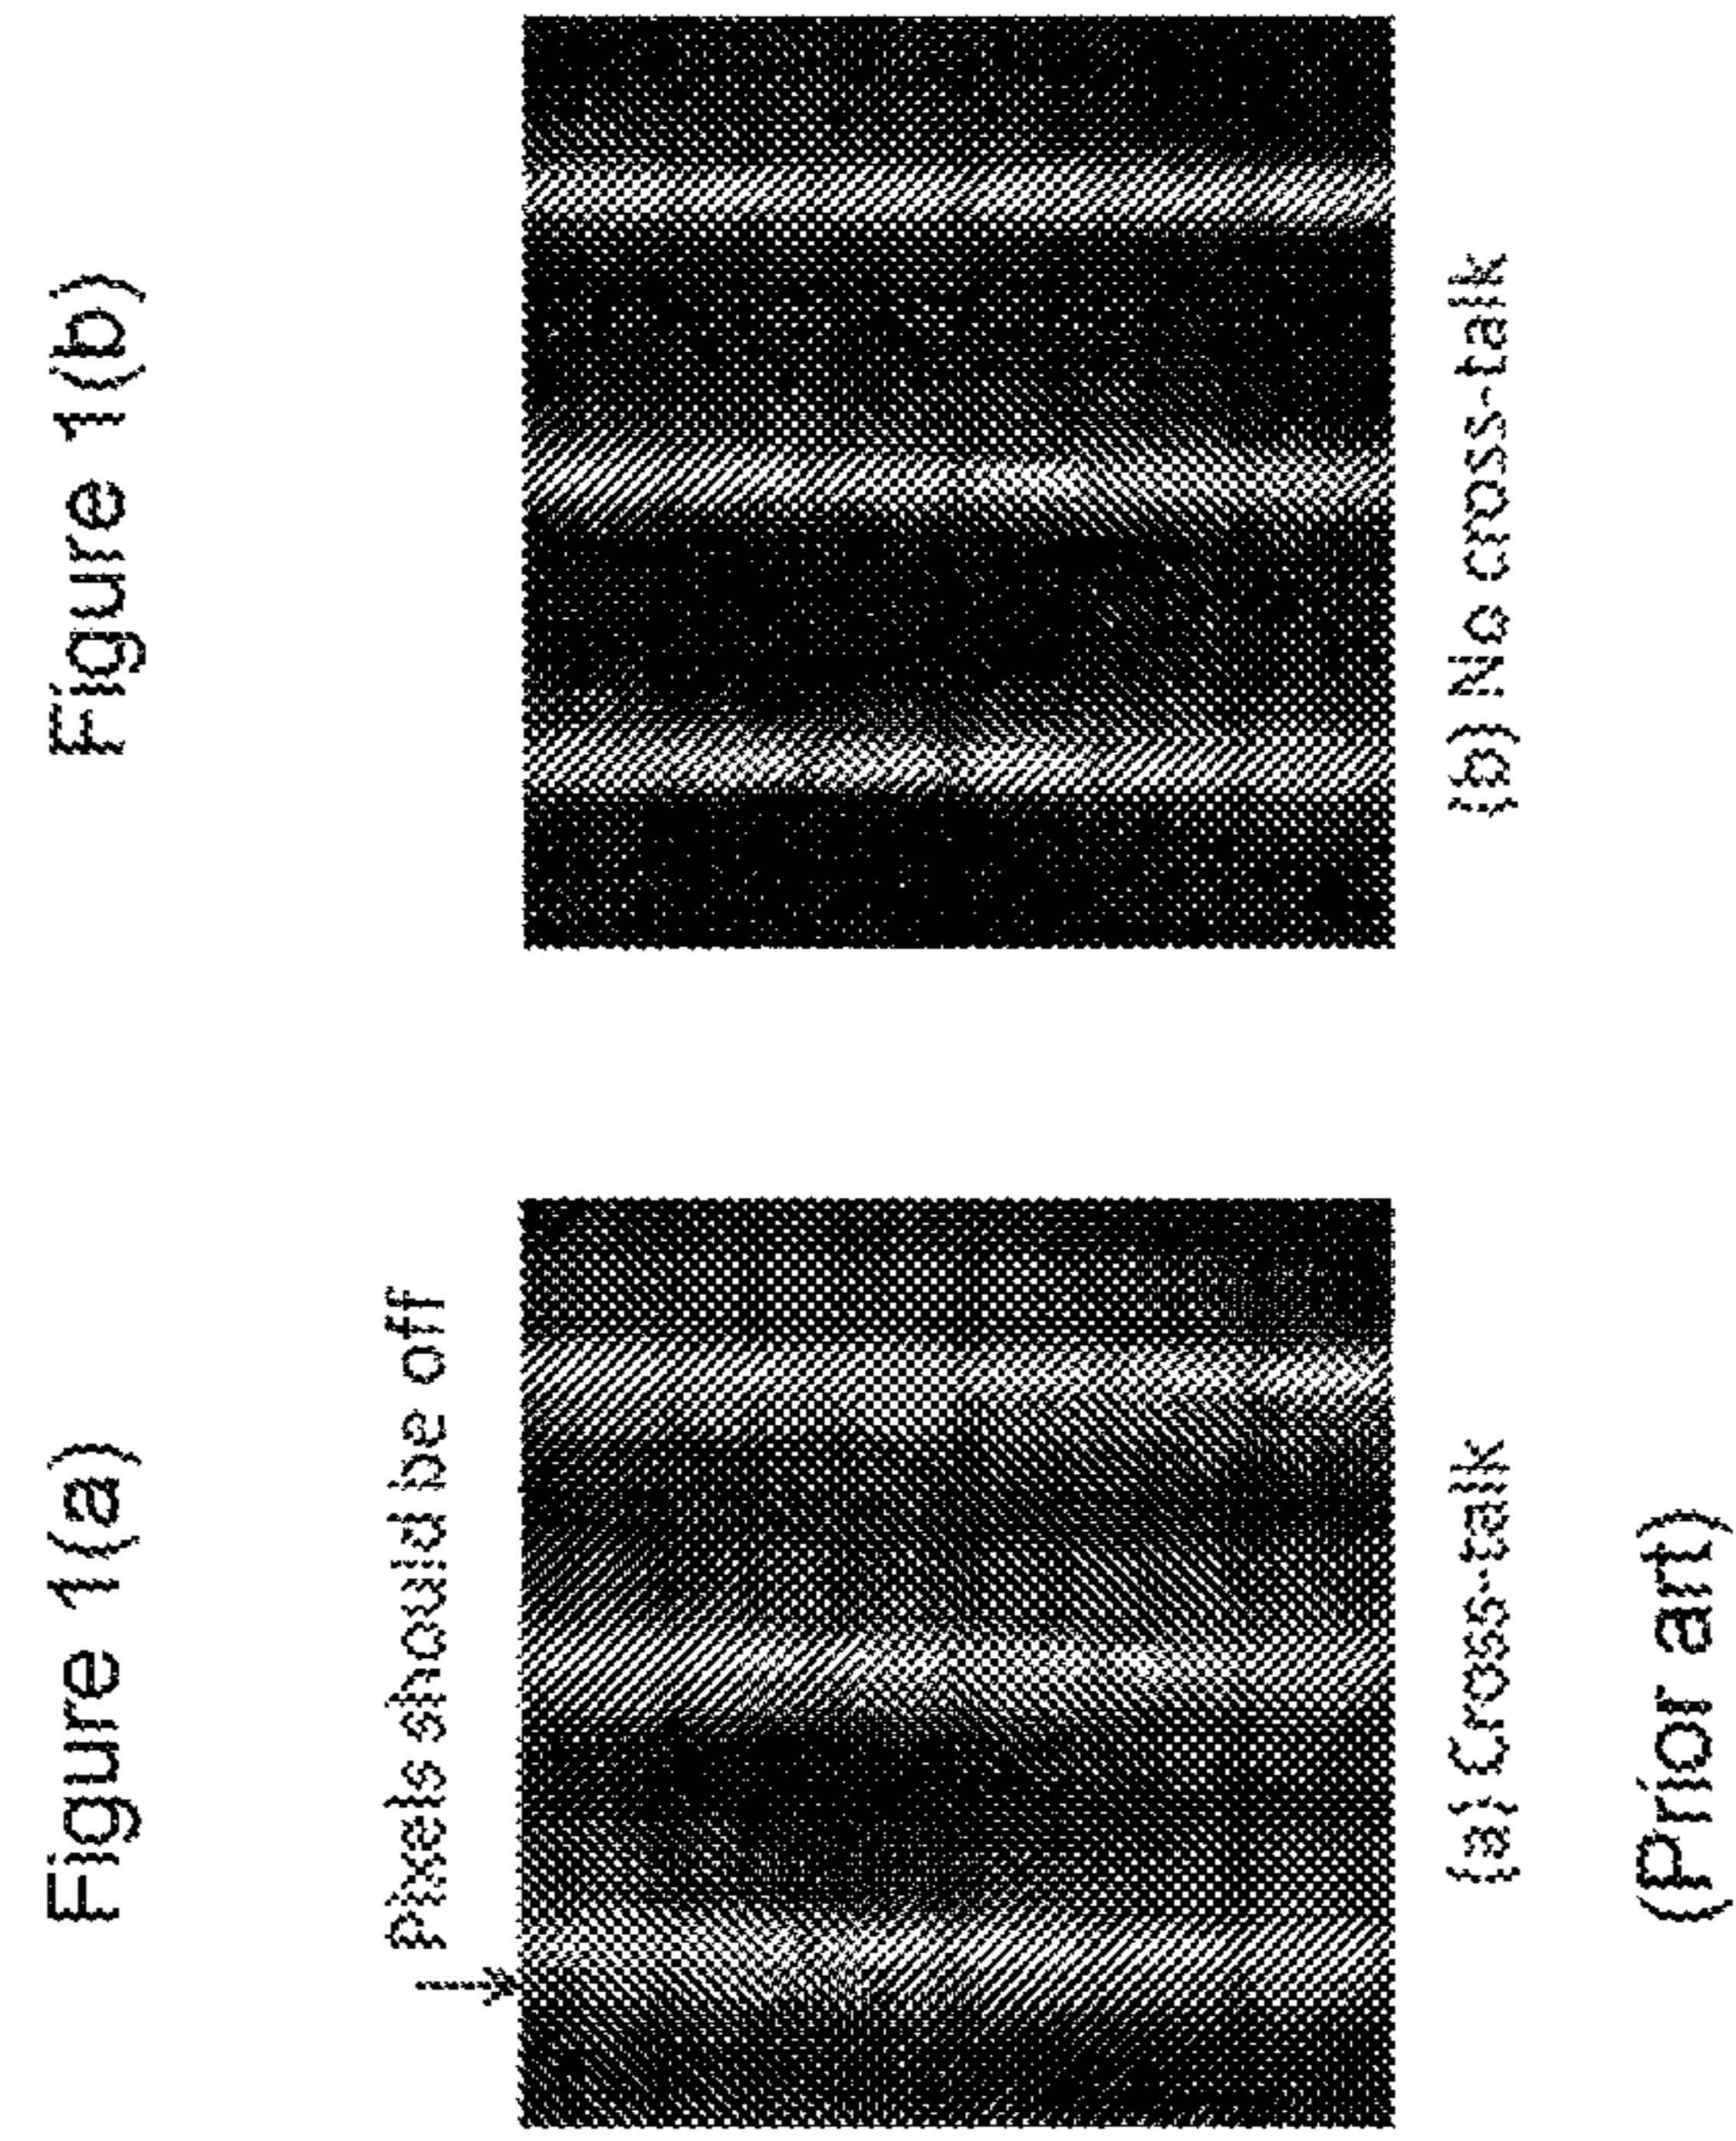 Figure 1(a)
Figure 1(b)
Pixels should be off
(a) Cross-talk
(b) No cross-talk
(Prior art)